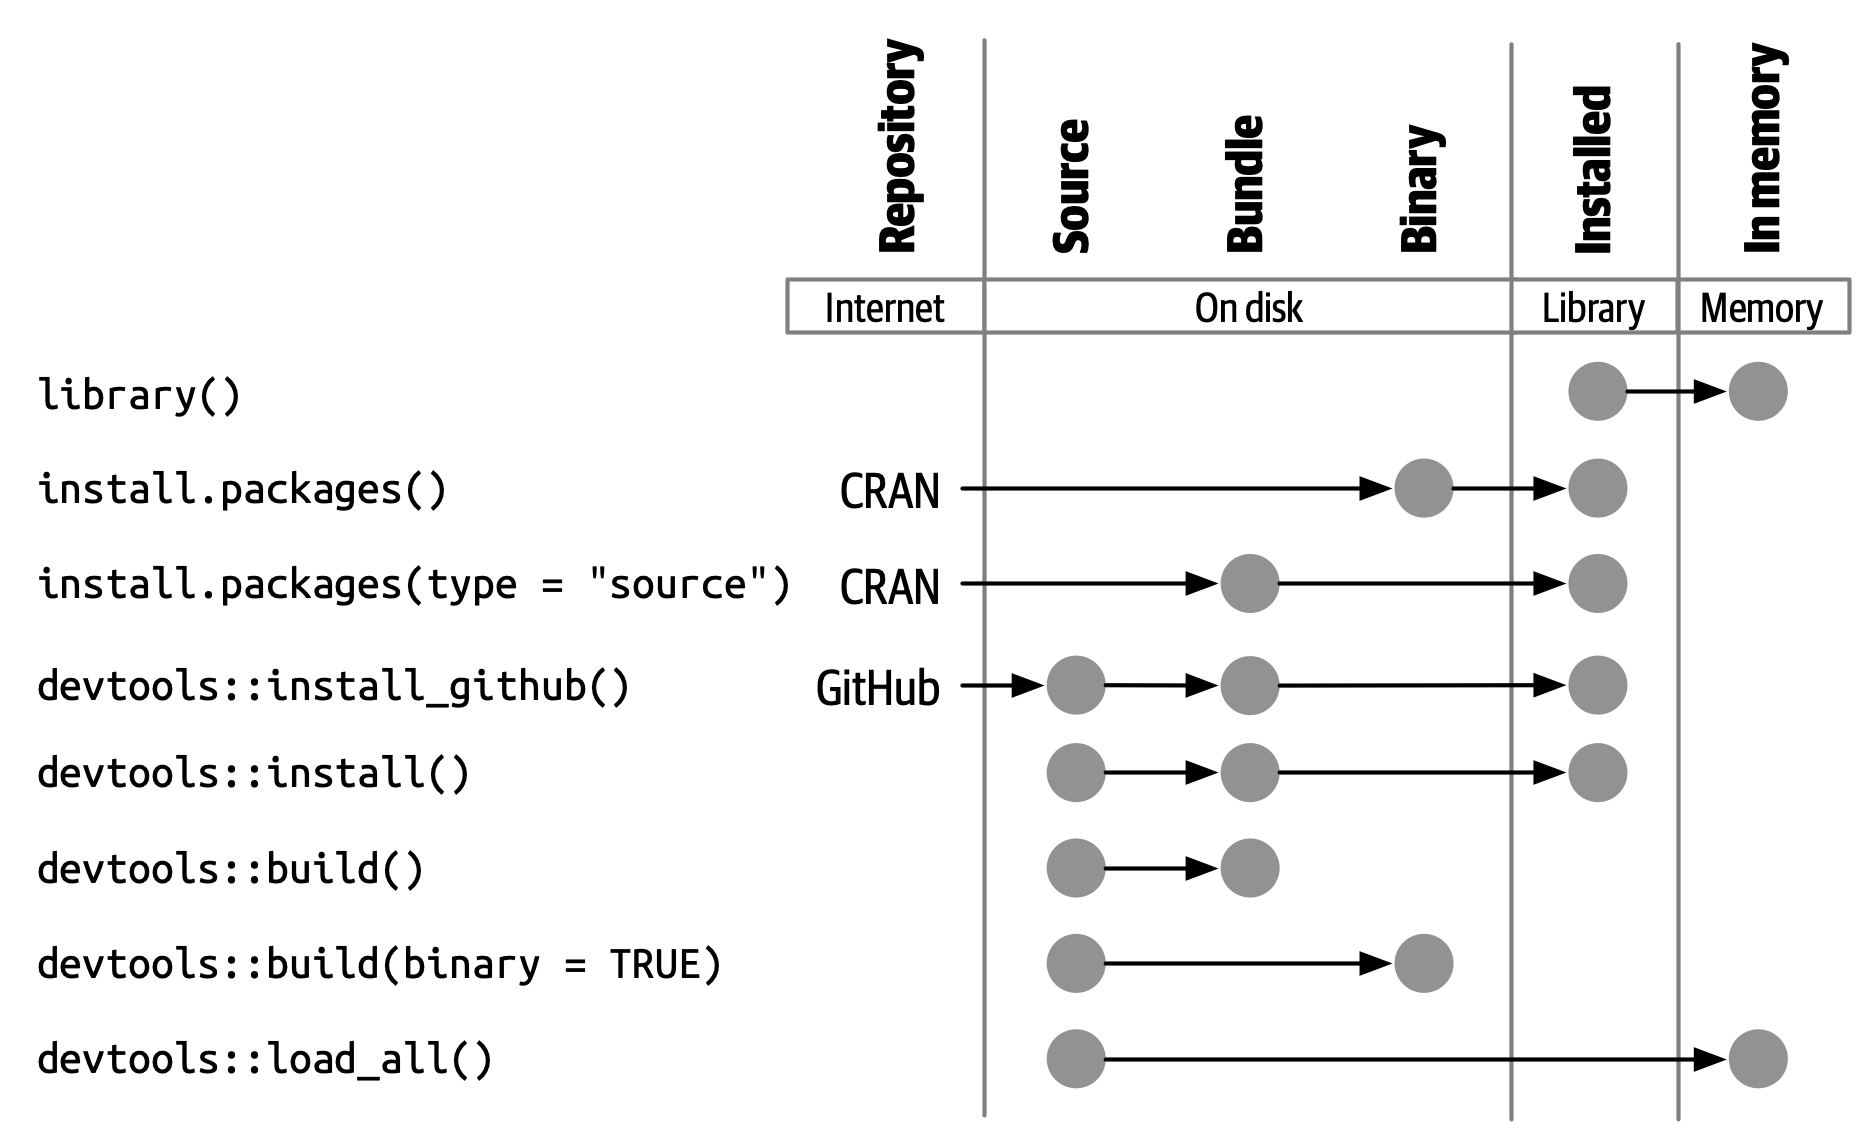 Repository
Source
Bundle
Binary
Installed
In memory
Internet
On disk
Library
Memory
library()
install.packages()
CRAN
install.packages(type = "source")
CRAN
devtools::install_github()
GitHub
devtools::install()
devtools::build()
devtools::build(binary = TRUE)
devtools::load_all()